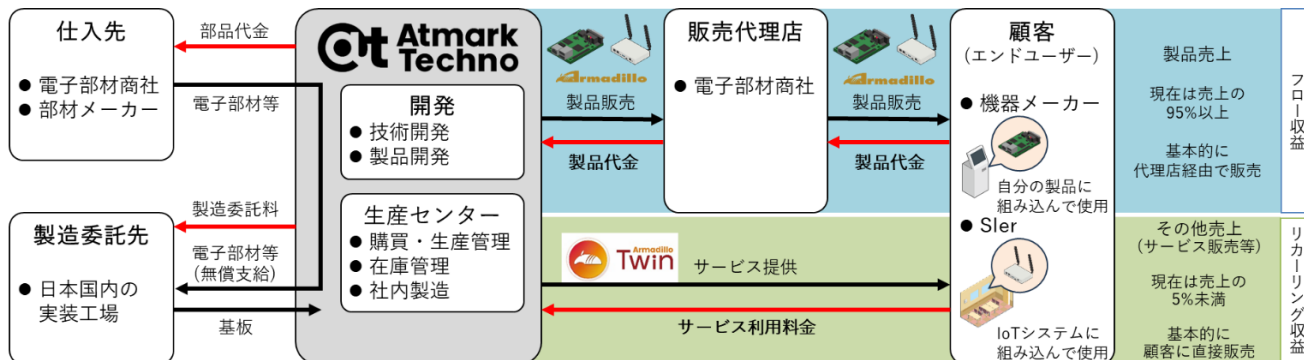 仕入先
● 電子部材商社
● 部材メーカー
部品代金
電子部材等
製造委託先
● 日本国内の
実装工場
製造委託料
電子部材等
(無償支給)
基板
Atmark
Techno
開発
● 技術開発
● 製品開発
生産センター
● 購買・生産管理
● 在庫管理
● 社内製造
Armadillo
製品販売
製品代金
販売代理店
● 電子部材商社
Armadillo
製品販売
製品代金
Armadillo
Twin
サービス提供
サービス利用料金
顧客
(エンドユーザー)
● 機器メーカー
自分の製品に
組み込んで使用
● SIer
IoTシステムに
組み込んで使用
製品売上
現在は売上の
95%以上
基本的に
代理店経由で販売
その他売上
(サービス販売等)
現在は売上の
5%未満
基本的に
顧客に直接販売
フロー収益
リカーリング収益